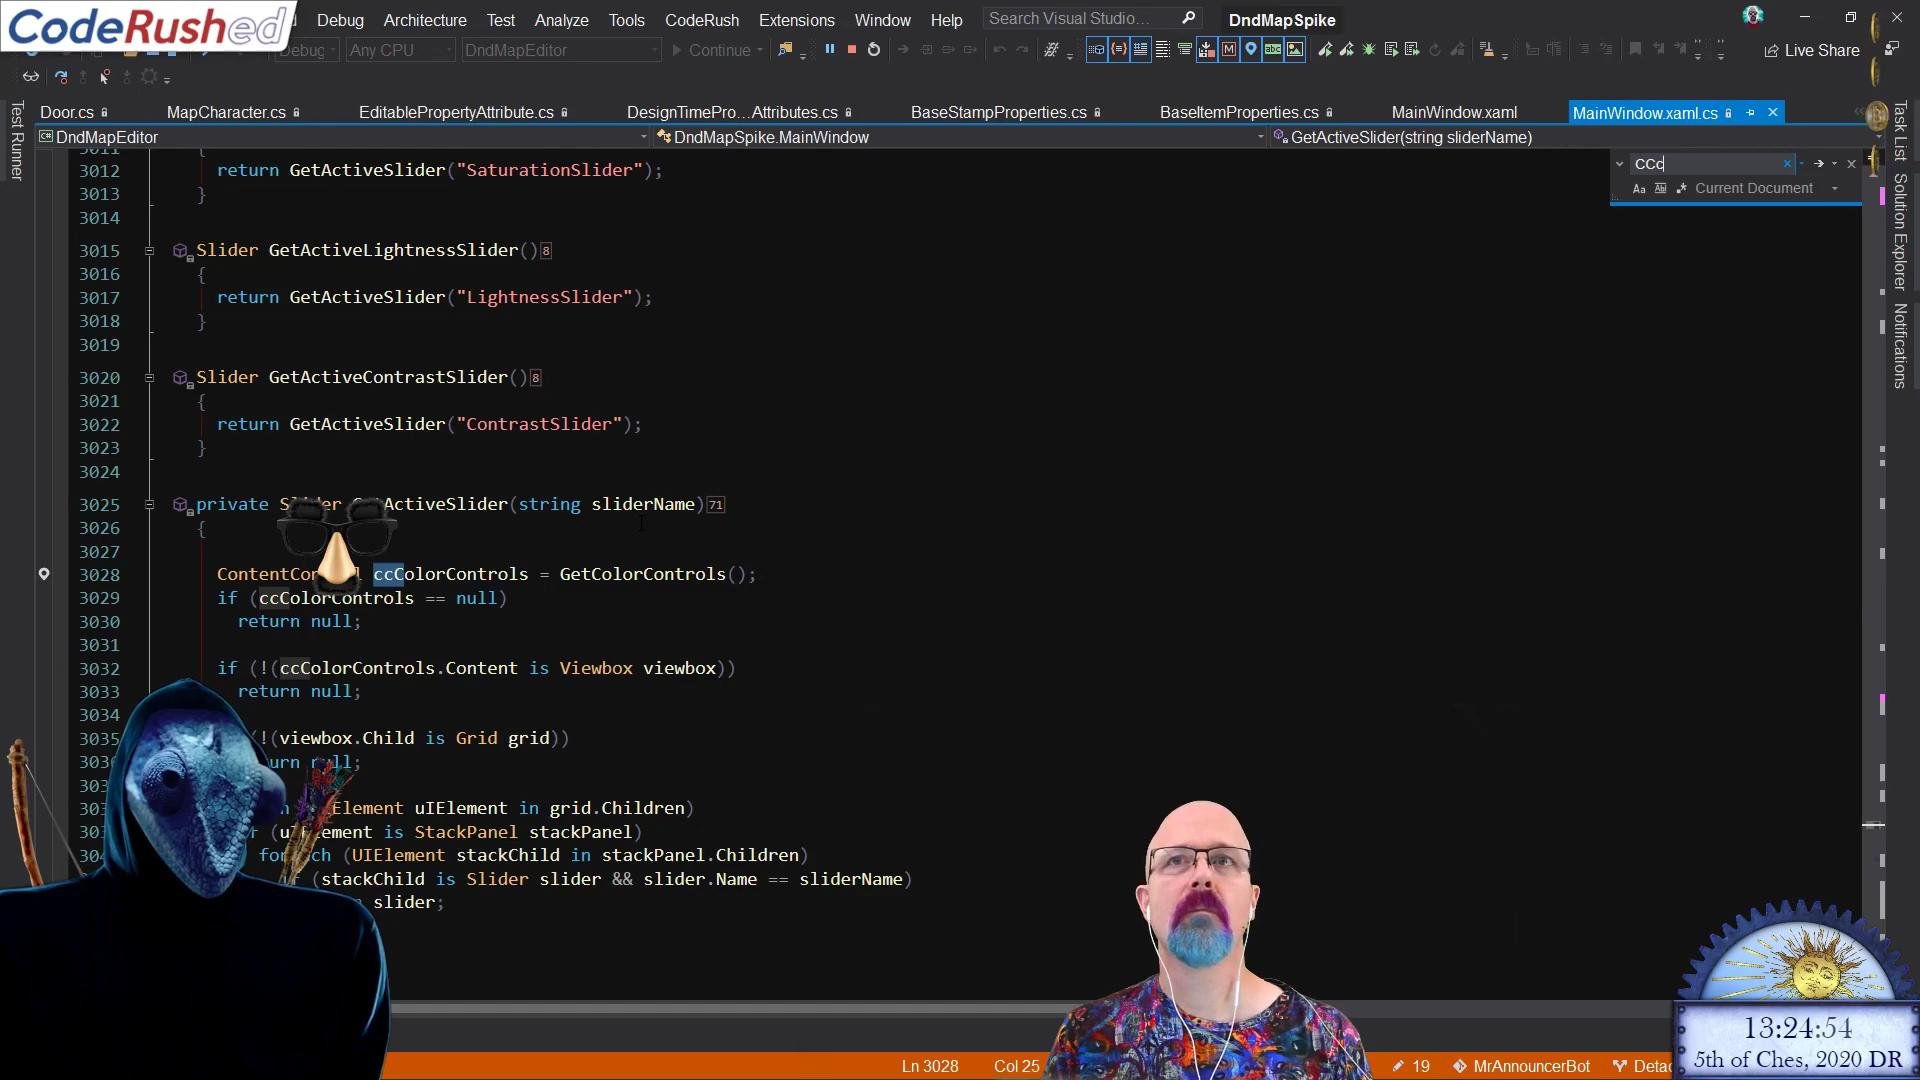 CodeRushed
Debug Architecture Test Analyze Tools CodeRush Extensions Window Help Search Visual Studio... DndMapSpike
Debug Any CPU DndMapEditor Continue Live Share
Door.cs MapCharacter.cs EditablePropertyAttribute.cs DesignTimePro...Attributes.cs BaseStampProperties.cs BaseItemProperties.cs MainWindow.xaml MainWindow.xaml.cs
DndMapEditor DndMapSpike.MainWindow GetActiveSlider(string sliderName)
Test Runner
Task List
Solution Explorer
Notifications
CCc
Current Document
3011 {
3012 return GetActiveSlider("SaturationSlider");
3013 }
3014
3015 Slider GetActiveLightnessSlider() 8
3016 {
3017 return GetActiveSlider("LightnessSlider");
3018 }
3019
3020 Slider GetActiveContrastSlider() 8
3021 {
3022 return GetActiveSlider("ContrastSlider");
3023 }
3024
3025 private ActiveSlider(string sliderName) 71
3026 {
3027
3028 ccColorControls = GetColorControls();
3029 if (ccColorControls == null)
3030 return null;
3031
3032 if (!(ccColorControls.Content is Viewbox viewbox))
3033 return null;
3034
3035 (!(viewbox.Child is Grid grid))
null;
uIElement in grid.Children)
is StackPanel stackPanel)
(UIElement stackChild in stackPanel.Children)
(stackChild is Slider slider && slider.Name == sliderName)
slider;
13:24:54
5th of Ches, 2020 DR
Ln 3028 Col 25 19 MrAnnouncerBot